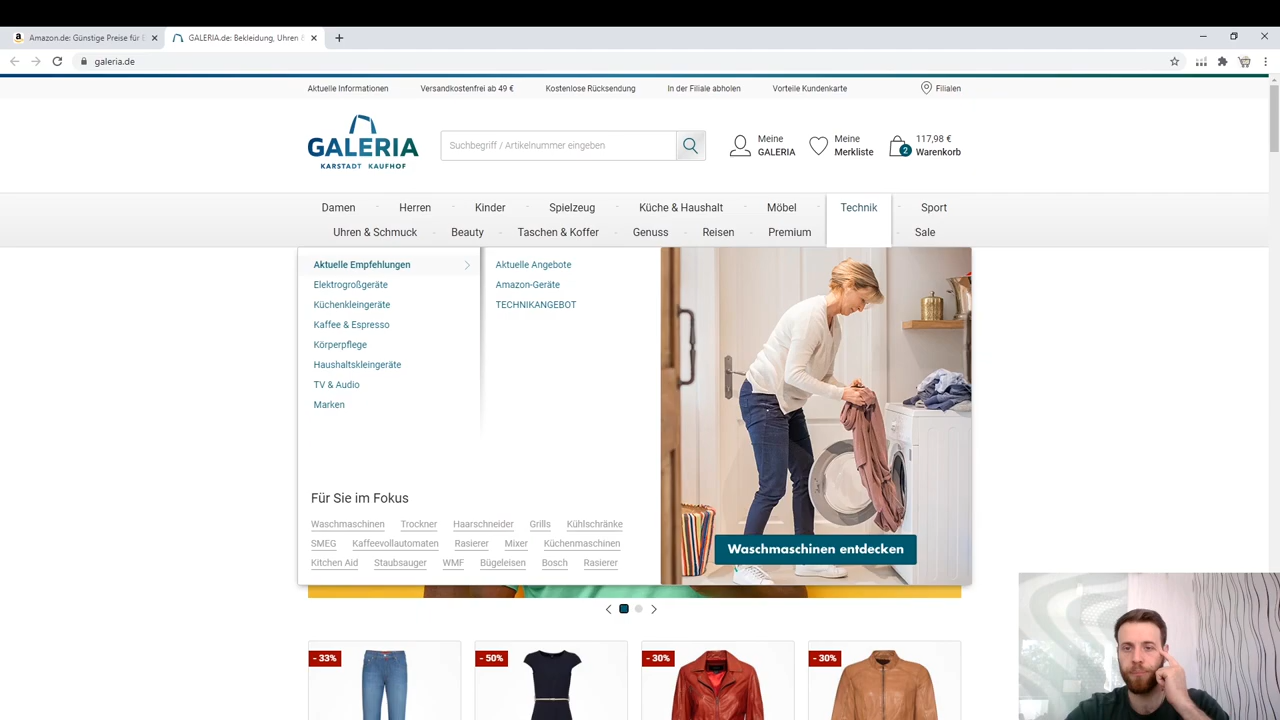 Amazon.de: Günstige Preise für
GALERIA.de: Bekleidung, Uhren
galeria.de
Aktuelle Informationen
Versandkostenfrei ab 49 €
Kostenlose Rücksendung
In der Filiale abholen
Vorteile Kundenkarte
Filialen
GALERIA
KARSTADT KAUFHOF
Suchbegriff / Artikelnummer eingeben
Meine
GALERIA
Meine
Merkliste
2
117,98 €
Warenkorb
Damen
Herren
Kinder
Spielzeug
Küche & Haushalt
Möbel
Technik
Sport
Uhren & Schmuck
Beauty
Taschen & Koffer
Genuss
Reisen
Premium
Sale
Aktuelle Empfehlungen
Elektrogroßgeräte
Küchenkleingeräte
Kaffee & Espresso
Körperpflege
Haushaltskleingeräte
TV & Audio
Marken
Aktuelle Angebote
Amazon-Geräte
TECHNIKANGEBOT
Für Sie im Fokus
Waschmaschinen Trockner Haarschneider Grills Kühlschränke
SMEG Kaffeevollautomaten Rasierer Mixer Küchenmaschinen
Kitchen Aid Staubsauger WMF Bügeleisen Bosch Rasierer
Waschmaschinen entdecken
- 33%
- 50%
- 30%
- 30%